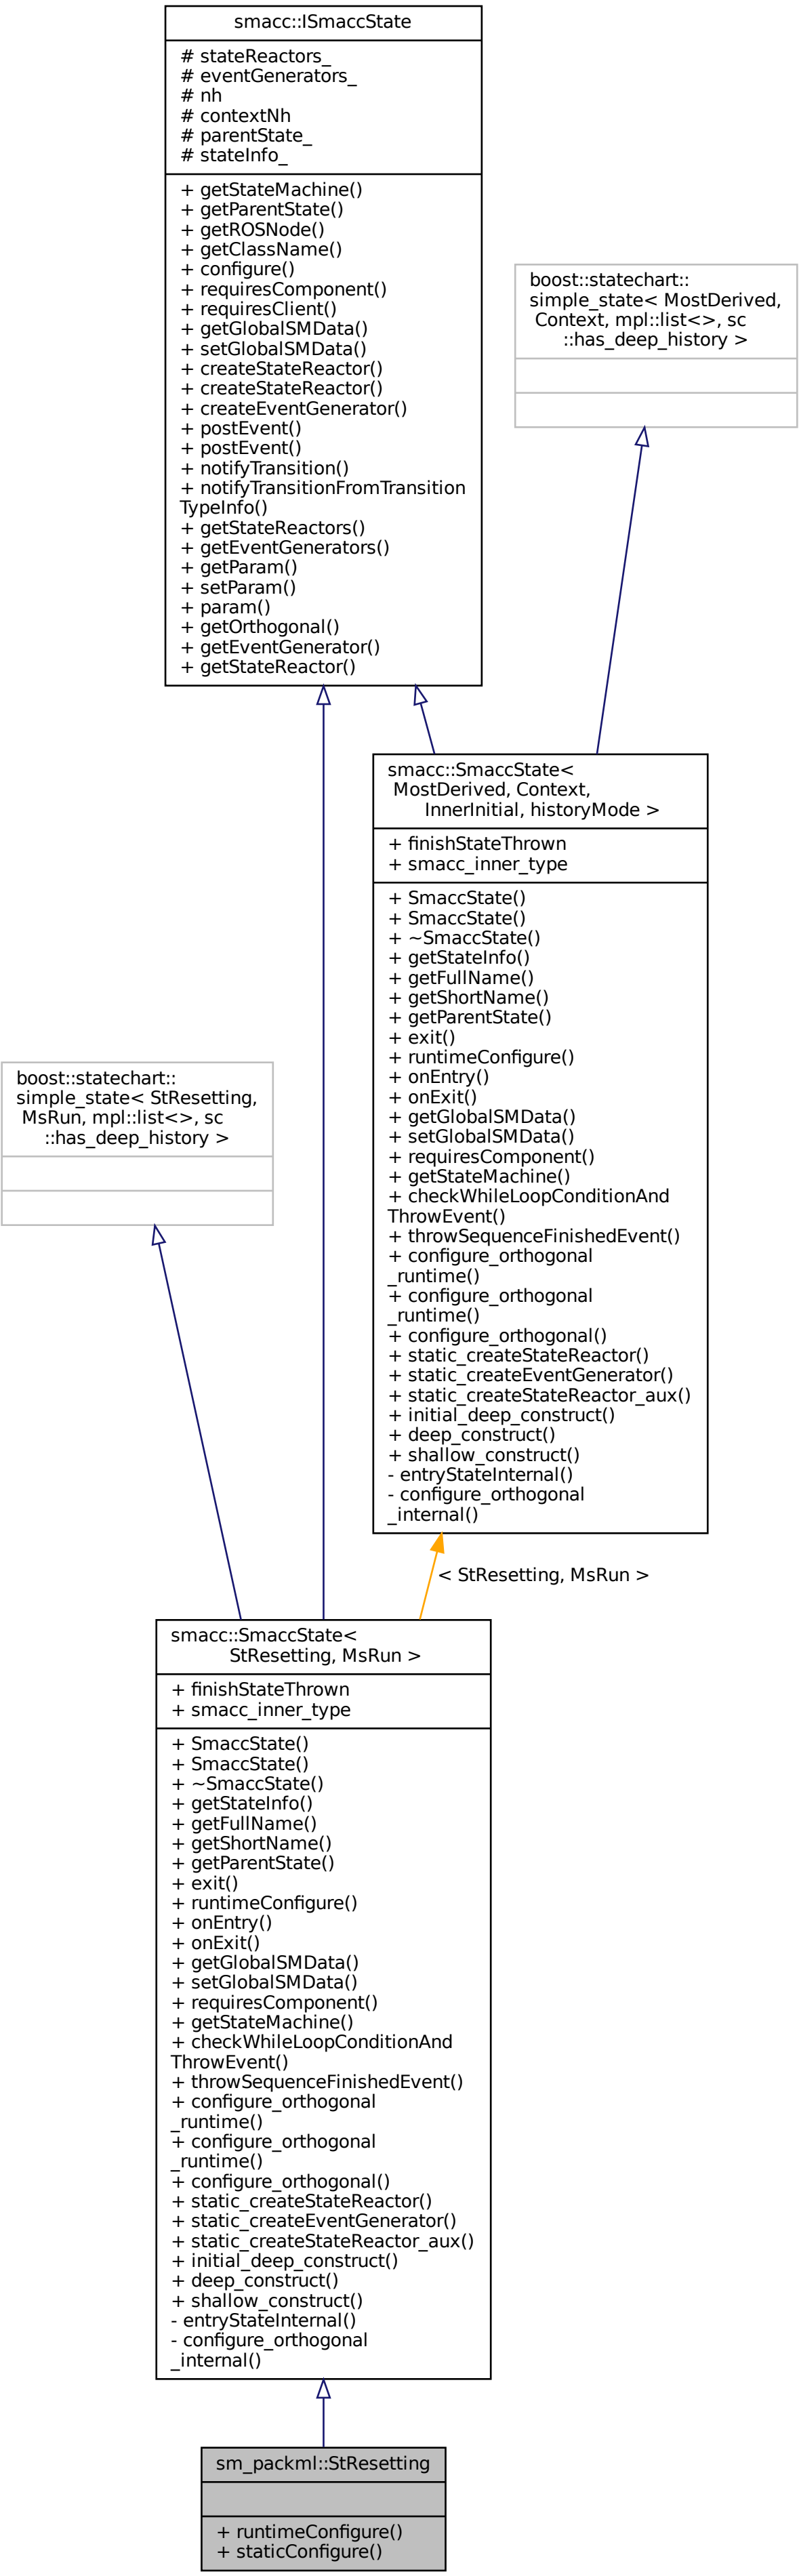 smacc::ISmaccState
# stateReactors_
# eventGenerators_
# nh
# contextNh
# parentState_
# stateInfo_
+ getStateMachine()
+ getParentState()
+ getROSNode()
+ getClassName()
+ configure()
+ requiresComponent()
+ requiresClient()
+ getGlobalSMData()
+ setGlobalSMData()
+ createStateReactor()
+ createStateReactor()
+ createEventGenerator()
+ postEvent()
+ postEvent()
+ notifyTransition()
+ notifyTransitionFromTransition
TypeInfo()
+ getStateReactors()
+ getEventGenerators()
+ getParam()
+ setParam()
+ param()
+ getOrthogonal()
+ getEventGenerator()
+ getStateReactor()
boost::statechart::
simple_state< MostDerived,
Context, mpl::list<>, sc
::has_deep_history >
smacc::SmaccState<
MostDerived, Context,
InnerInitial, historyMode >
+ finishStateThrown
+ smacc_inner_type
+ SmaccState()
+ SmaccState()
+ ~SmaccState()
+ getStateInfo()
+ getFullName()
+ getShortName()
+ getParentState()
+ exit()
+ runtimeConfigure()
+ onEntry()
+ onExit()
+ getGlobalSMData()
+ setGlobalSMData()
+ requiresComponent()
+ getStateMachine()
+ checkWhileLoopConditionAnd
ThrowEvent()
+ throwSequenceFinishedEvent()
+ configure_orthogonal
_runtime()
+ configure_orthogonal
_runtime()
+ configure_orthogonal()
+ static_createStateReactor()
+ static_createEventGenerator()
+ static_createStateReactor_aux()
+ initial_deep_construct()
+ deep_construct()
+ shallow_construct()
- entryStateInternal()
- configure_orthogonal
_internal()
boost::statechart::
simple_state< StResetting,
MsRun, mpl::list<>, sc
::has_deep_history >
< StResetting, MsRun >
smacc::SmaccState<
StResetting, MsRun >
+ finishStateThrown
+ smacc_inner_type
+ SmaccState()
+ SmaccState()
+ ~SmaccState()
+ getStateInfo()
+ getFullName()
+ getShortName()
+ getParentState()
+ exit()
+ runtimeConfigure()
+ onEntry()
+ onExit()
+ getGlobalSMData()
+ setGlobalSMData()
+ requiresComponent()
+ getStateMachine()
+ checkWhileLoopConditionAnd
ThrowEvent()
+ throwSequenceFinishedEvent()
+ configure_orthogonal
_runtime()
+ configure_orthogonal
_runtime()
+ configure_orthogonal()
+ static_createStateReactor()
+ static_createEventGenerator()
+ static_createStateReactor_aux()
+ initial_deep_construct()
+ deep_construct()
+ shallow_construct()
- entryStateInternal()
- configure_orthogonal
_internal()
sm_packml::StResetting
+ runtimeConfigure()
+ staticConfigure()